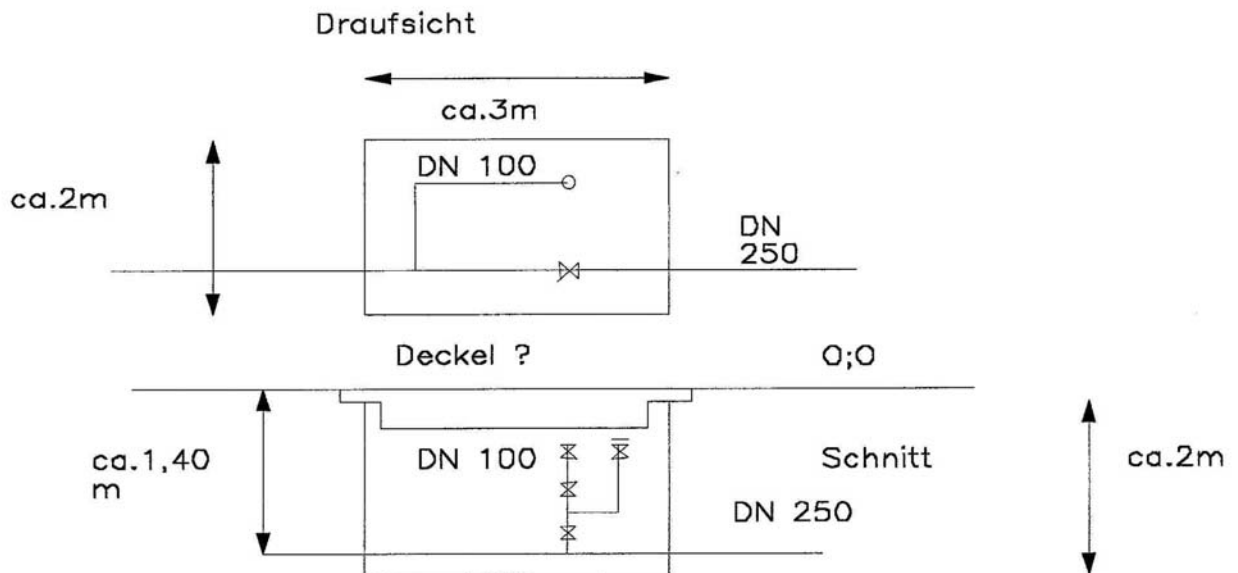 Draufsicht
ca.3m
DN 100
ca.2m
DN
250
Deckel ?
0;0
ca.1,40
m
DN 100
Schnitt
ca.2m
DN 250